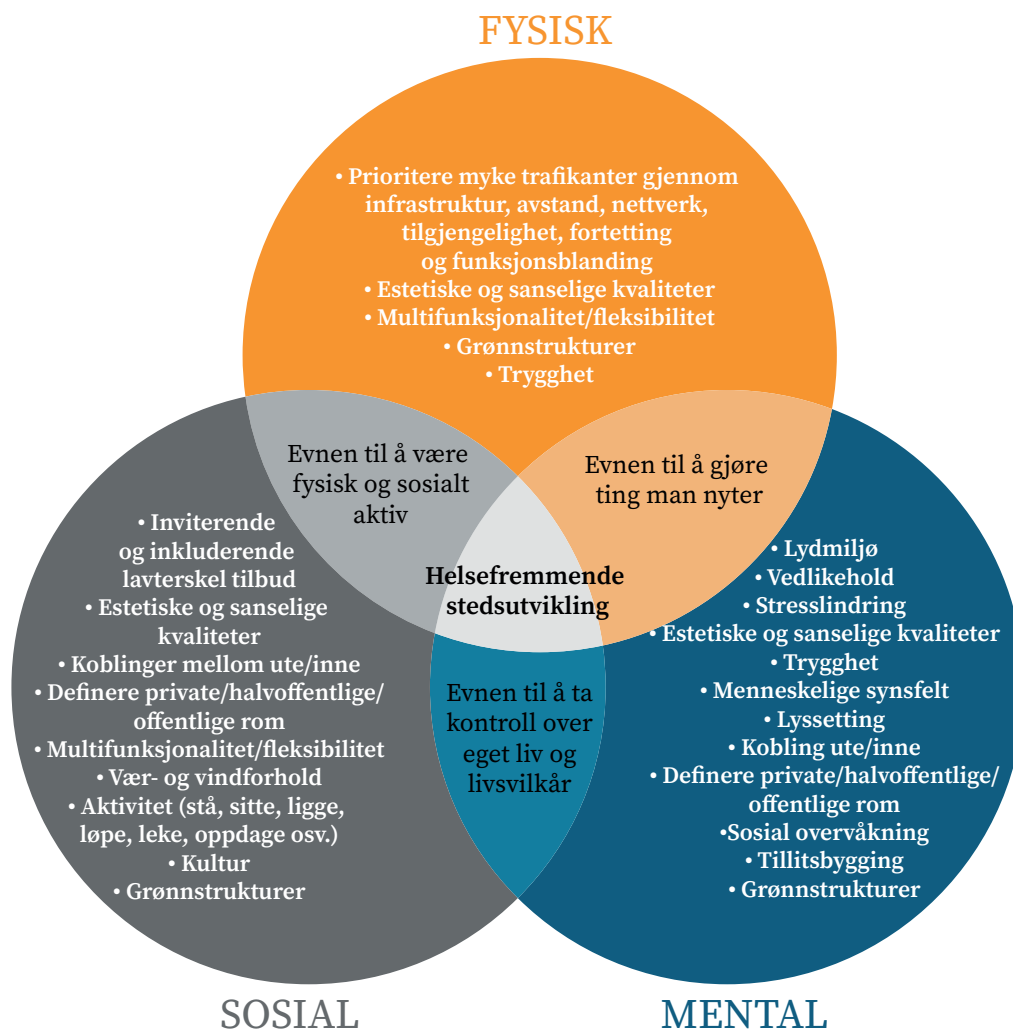 FYSISK
• Prioritere myke trafikanter gjennom
infrastruktur, avstand, nettverk,
tilgjengelighet, fortetting
og funksjonsblanding
• Estetiske og sanselige kvaliteter
• Multifunksjonalitet/fleksibilitet
• Grønnstrukturer
• Trygghet
Evnen til å være
fysisk og sosialt
aktiv
Evnen til å gjøre
ting man nyter
Helsefremmende
stedsutvikling
Evnen til å ta
kontroll over
eget liv og
livsvilkår
• Inviterende
og inkluderende
lavterskel tilbud
• Estetiske og sanselige
kvaliteter
• Koblinger mellom ute/inne
• Definere private/halvoffentlige/
offentlige rom
• Multifunksjonalitet/fleksibilitet
• Vær- og vindforhold
• Aktivitet (stå, sitte, ligge,
løpe, leke, oppdage osv.)
• Kultur
• Grønnstrukturer
• Lydmiljø
• Vedlikehold
• Stresslindring
• Estetiske og sanselige kvaliteter
• Trygghet
• Menneskelige synsfelt
• Lyssetting
• Kobling ute/inne
• Definere private/halvoffentlige/
offentlige rom
•Sosial overvåkning
• Tillitsbygging
• Grønnstrukturer
SOSIAL
MENTAL